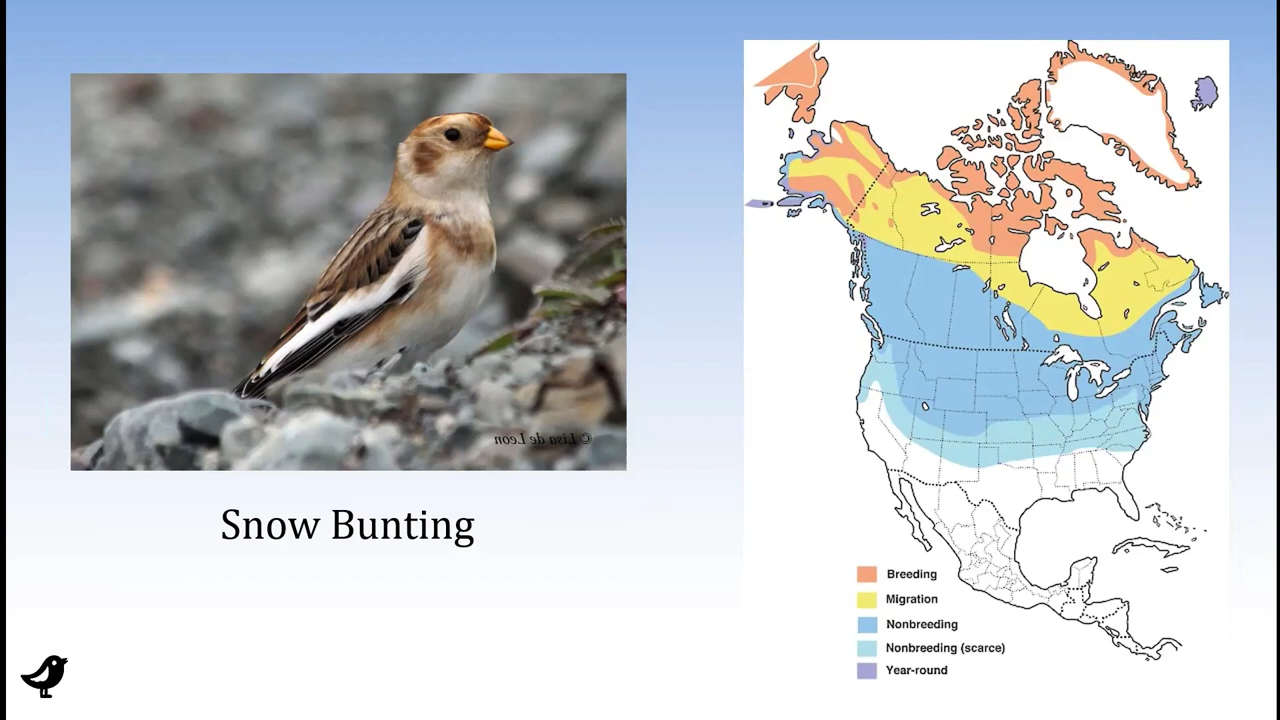 © Lisa de Leon
Snow Bunting
Breeding
Migration
Nonbreeding
Nonbreeding (scarce)
Year-round